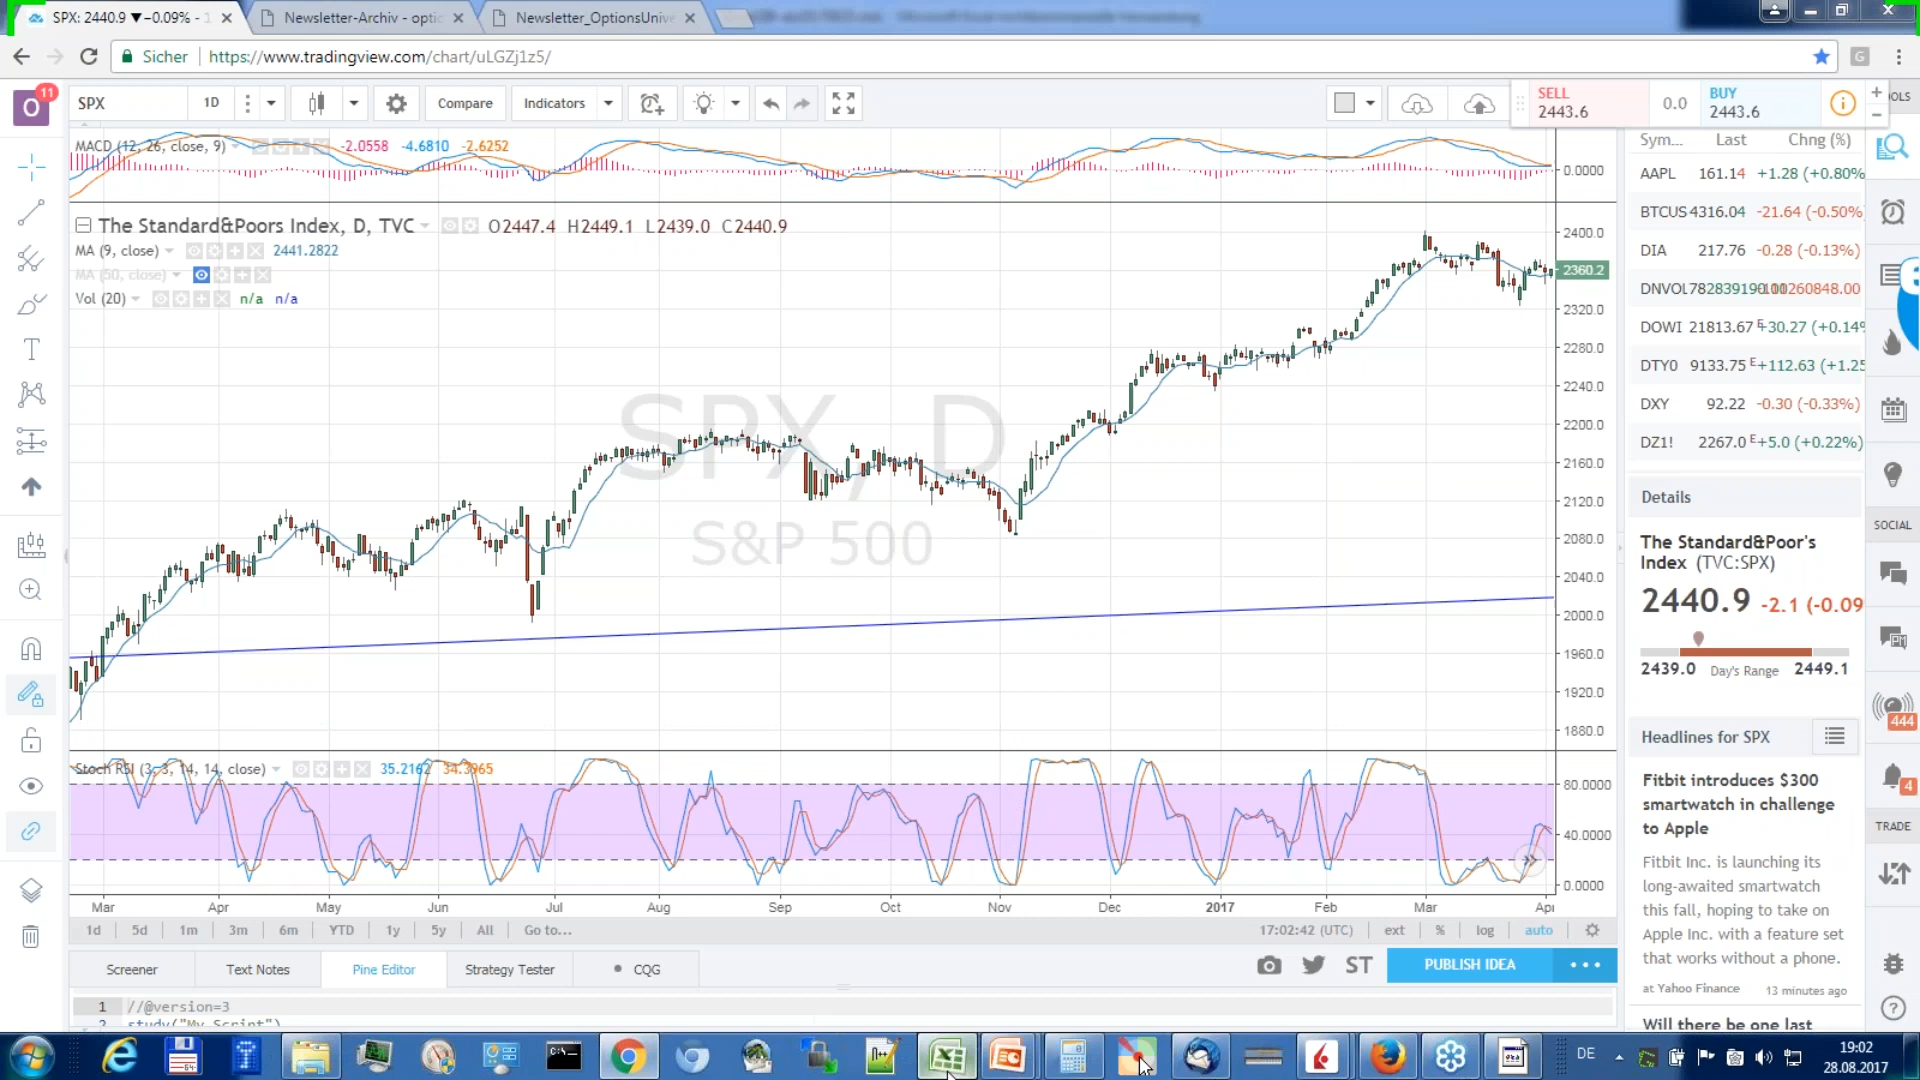 SPX: 2440.9 ▼−0.09% - 1
Newsletter-Archiv - optio
Newsletter_OptionsUnive
Sicher
https://www.tradingview.com/chart/uLGZj1z5/
O
11
SPX
1D
Compare
Indicators
SELL
2443.6
0.0
BUY
2443.6
OLS
MACD (12, 26, close, 9)
-2.0558 -4.6810 -2.6252
0.0000
The Standard&Poors Index, D, TVC
O2447.4 H2449.1 L2439.0 C2440.9
MA (9, close)
2441.2822
MA (50, close)
Vol (20)
n/a n/a
SPX, D
S&P 500
2400.0
2360.2
2320.0
2280.0
2240.0
2200.0
2160.0
2120.0
2080.0
2040.0
2000.0
1960.0
1920.0
1880.0
Stoch RSI (3, 3, 14, 14, close)
35.2162 34.3965
80.0000
40.0000
0.0000
Mar Apr May Jun Jul Aug Sep Oct Nov Dec 2017 Feb Mar Apr
1d 5d 1m 3m 6m YTD 1y 5y All Go to...
17:02:42 (UTC) ext % log auto
Screener
Text Notes
Pine Editor
Strategy Tester
CQG
ST
PUBLISH IDEA
1 //@version=3
2 study("My Script")
Sym... Last Chng (%)
AAPL 161.14 +1.28 (+0.80%
BTCUS 4316.04 -21.64 (-0.50%)
DIA 217.76 -0.28 (-0.13%)
DOWI 21813.67 E +30.27 (+0.14%
DTY0 9133.75 E +112.63 (+1.25
DXY 92.22 -0.30 (-0.33%)
DZ1! 2267.0 E +5.0 (+0.22%)
Details
The Standard&Poor's
Index (TVC:SPX)
2440.9 -2.1 (-0.09
2439.0 Day's Range 2449.1
Headlines for SPX
Fitbit introduces $300
smartwatch in challenge
to Apple
Fitbit Inc. is launching its
long-awaited smartwatch
this fall, hoping to take on
Apple Inc. with a feature set
that works without a phone.
at Yahoo Finance 13 minutes ago
Will there be one last
SOCIAL
444
4
TRADE
DE
19:02
28.08.2017